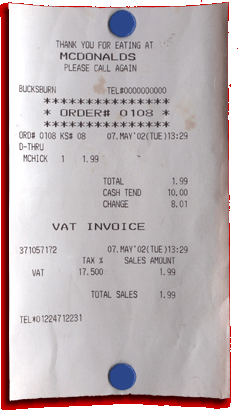 THANK YOU FOR EATING AT
MCDONALDS
PLEASE CALL AGAIN
BUCKSBURN TEL#0000000000
* * * * * * * * * * * * * * *
* ORDER# 0108 *
* * * * * * * * * * * * * * *
ORD# 0108 KS# 08 07.MAY'02(TUE)13:29
D-THRU
MCHICK 1 1.99
TOTAL 1.99
CASH TEND 10.00
CHANGE 8.01
VAT INVOICE
371057172 07.MAY'02(TUE)13:29
TAX % SALES AMOUNT
VAT 17.500 1.99
TOTAL SALES 1.99
TEL#01224712231